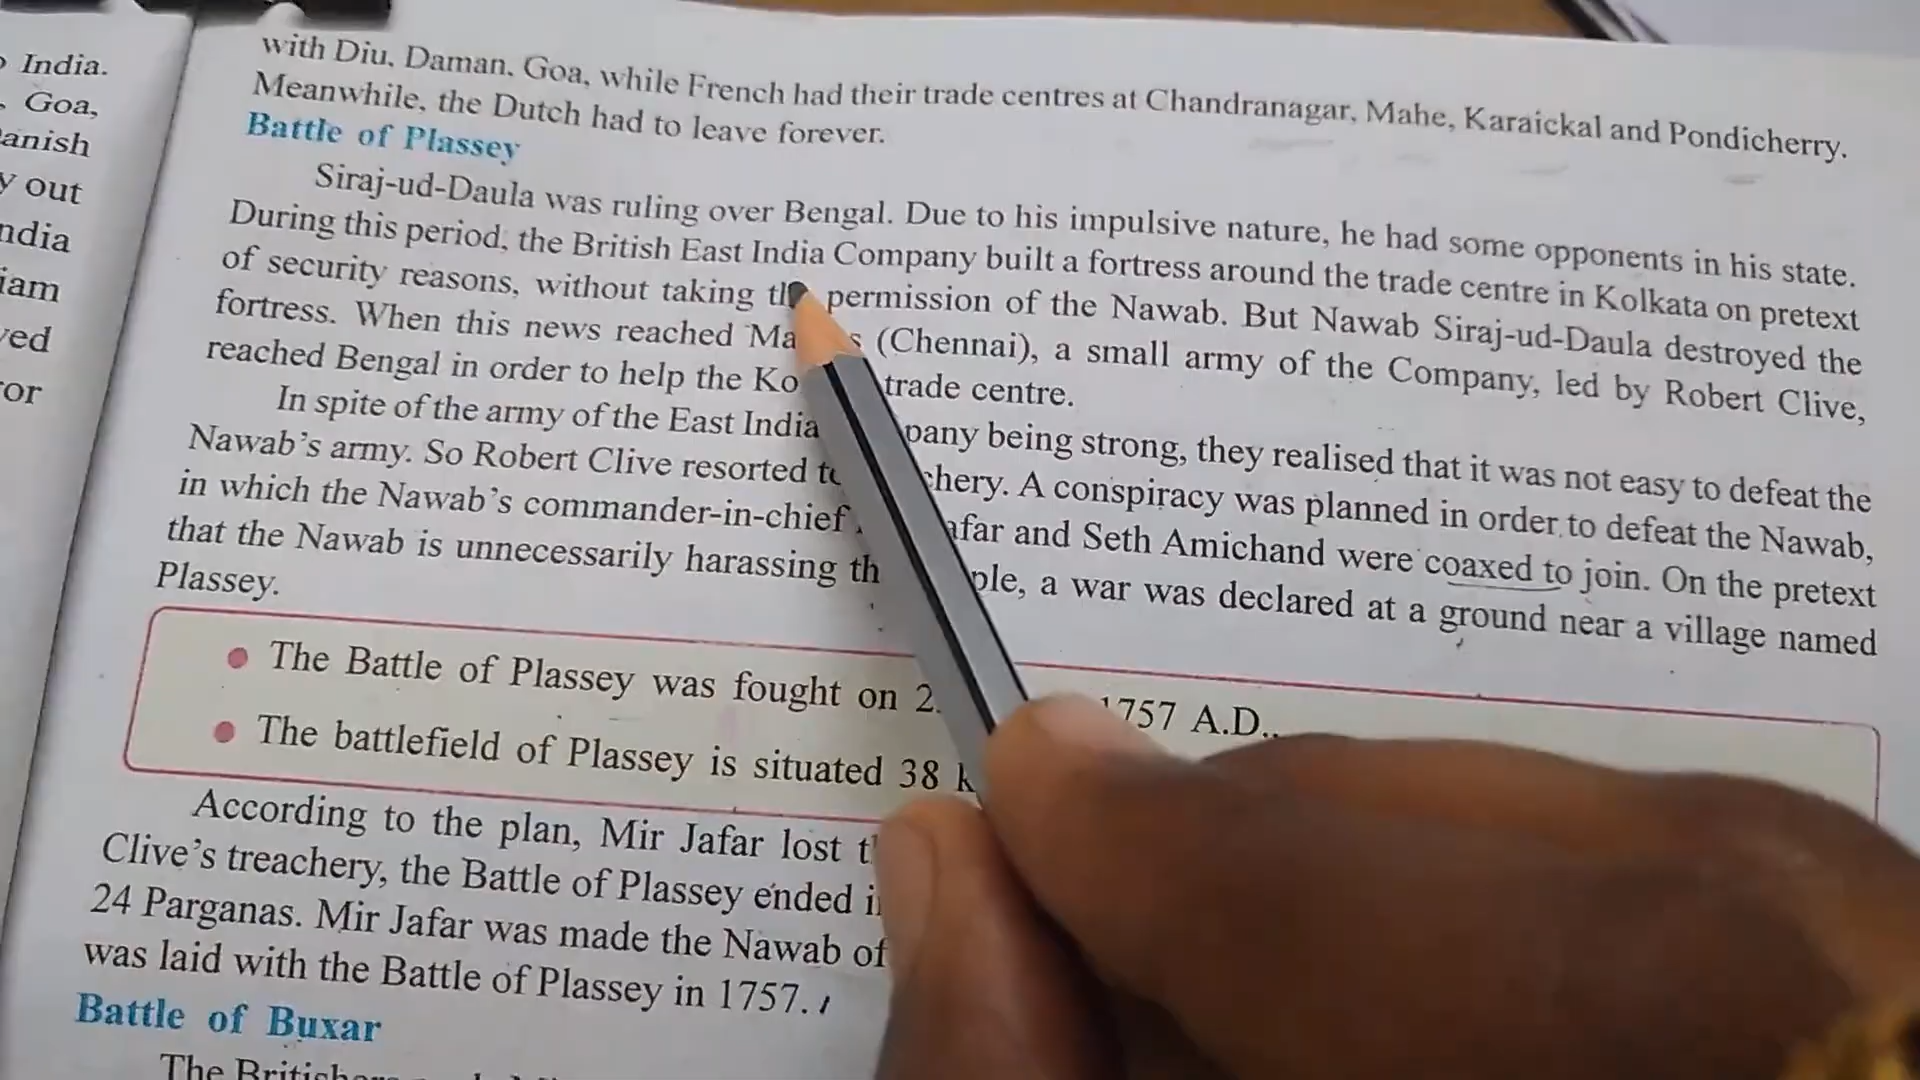 India.
Goa,
anish
y out
ndia
iam
ved
or
with Diu, Daman, Goa, while French had their trade centres at Chandranagar, Mahe, Karaickal and Pondicherry.
Meanwhile, the Dutch had to leave forever.
Battle of Plassey
Siraj-ud-Daula was ruling over Bengal. Due to his impulsive nature, he had some opponents in his state.
During this period, the British East India Company built a fortress around the trade centre in Kolkata on pretext
of security reasons, without taking permission of the Nawab. But Nawab Siraj-ud-Daula destroyed the
fortress. When this news reached (Chennai), a small army of the Company, led by Robert Clive,
reached Bengal in order to help the trade centre.
In spite of the army of the East India pany being strong, they realised that it was not easy to defeat the
Nawab's army. So Robert Clive resorted chery. A conspiracy was planned in order to defeat the Nawab,
in which the Nawab's commander-in-chief afar and Seth Amichand were coaxed to join. On the pretext
that the Nawab is unnecessarily harassing ple, a war was declared at a ground near a village named
Plassey.
• The Battle of Plassey was fought on 1757 A.D..
• The battlefield of Plassey is situated 38
According to the plan, Mir Jafar lost
Clive's treachery, the Battle of Plassey ended
24 Parganas. Mir Jafar was made the Nawab of
was laid with the Battle of Plassey in 1757.
Battle of Buxar
The